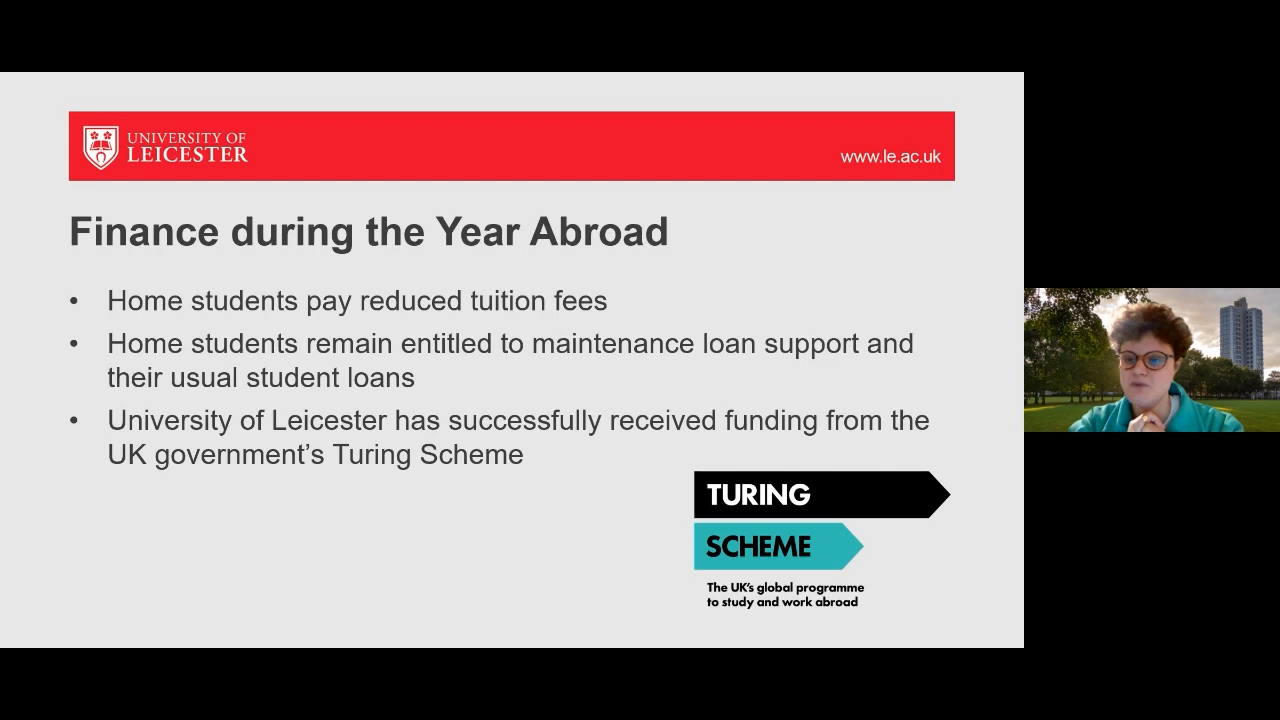 UNIVERSITY OF
LEICESTER
www.le.ac.uk
Finance during the Year Abroad
• Home students pay reduced tuition fees
• Home students remain entitled to maintenance loan support and
their usual student loans
• University of Leicester has successfully received funding from the
UK government’s Turing Scheme
TURING
SCHEME
The UK's global programme
to study and work abroad